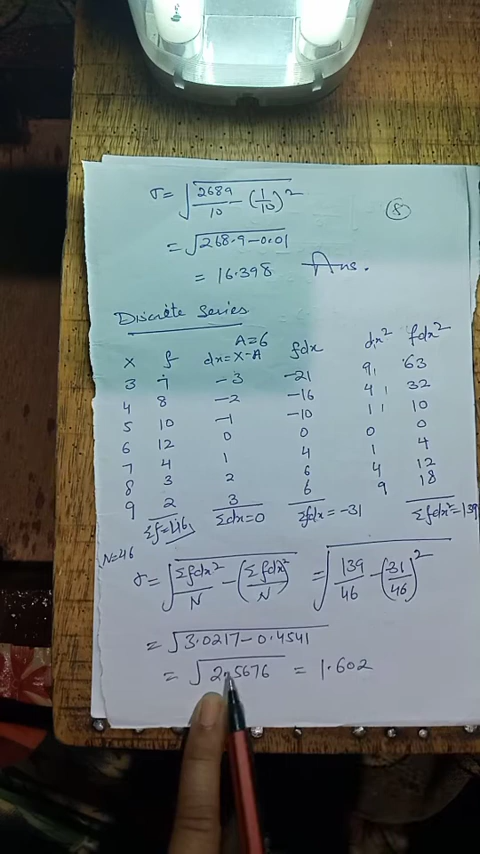 σ = √(2689/10 − (1/10)²)
(8)
= √(268.9 − 0.01)
= 16.398 Ans.
Discrete Series
A=6
x f dx=X-A fdx dx² fdx²
3 7 −3 −21 9 63
4 8 −2 −16 4 32
5 10 −1 −10 1 10
6 12 0 0 0 0
7 4 1 4 1 4
8 3 2 6 4 12
9 2 3 6 9 18
Σf=46 Σdx=0 Σfdx=−31 Σfdx²=139
N=46
σ = √(Σfdx²/N − (Σfdx/N)²) = √(139/46 − (31/46)²)
= √(3.0217 − 0.4541)
= √2.5676 = 1.602